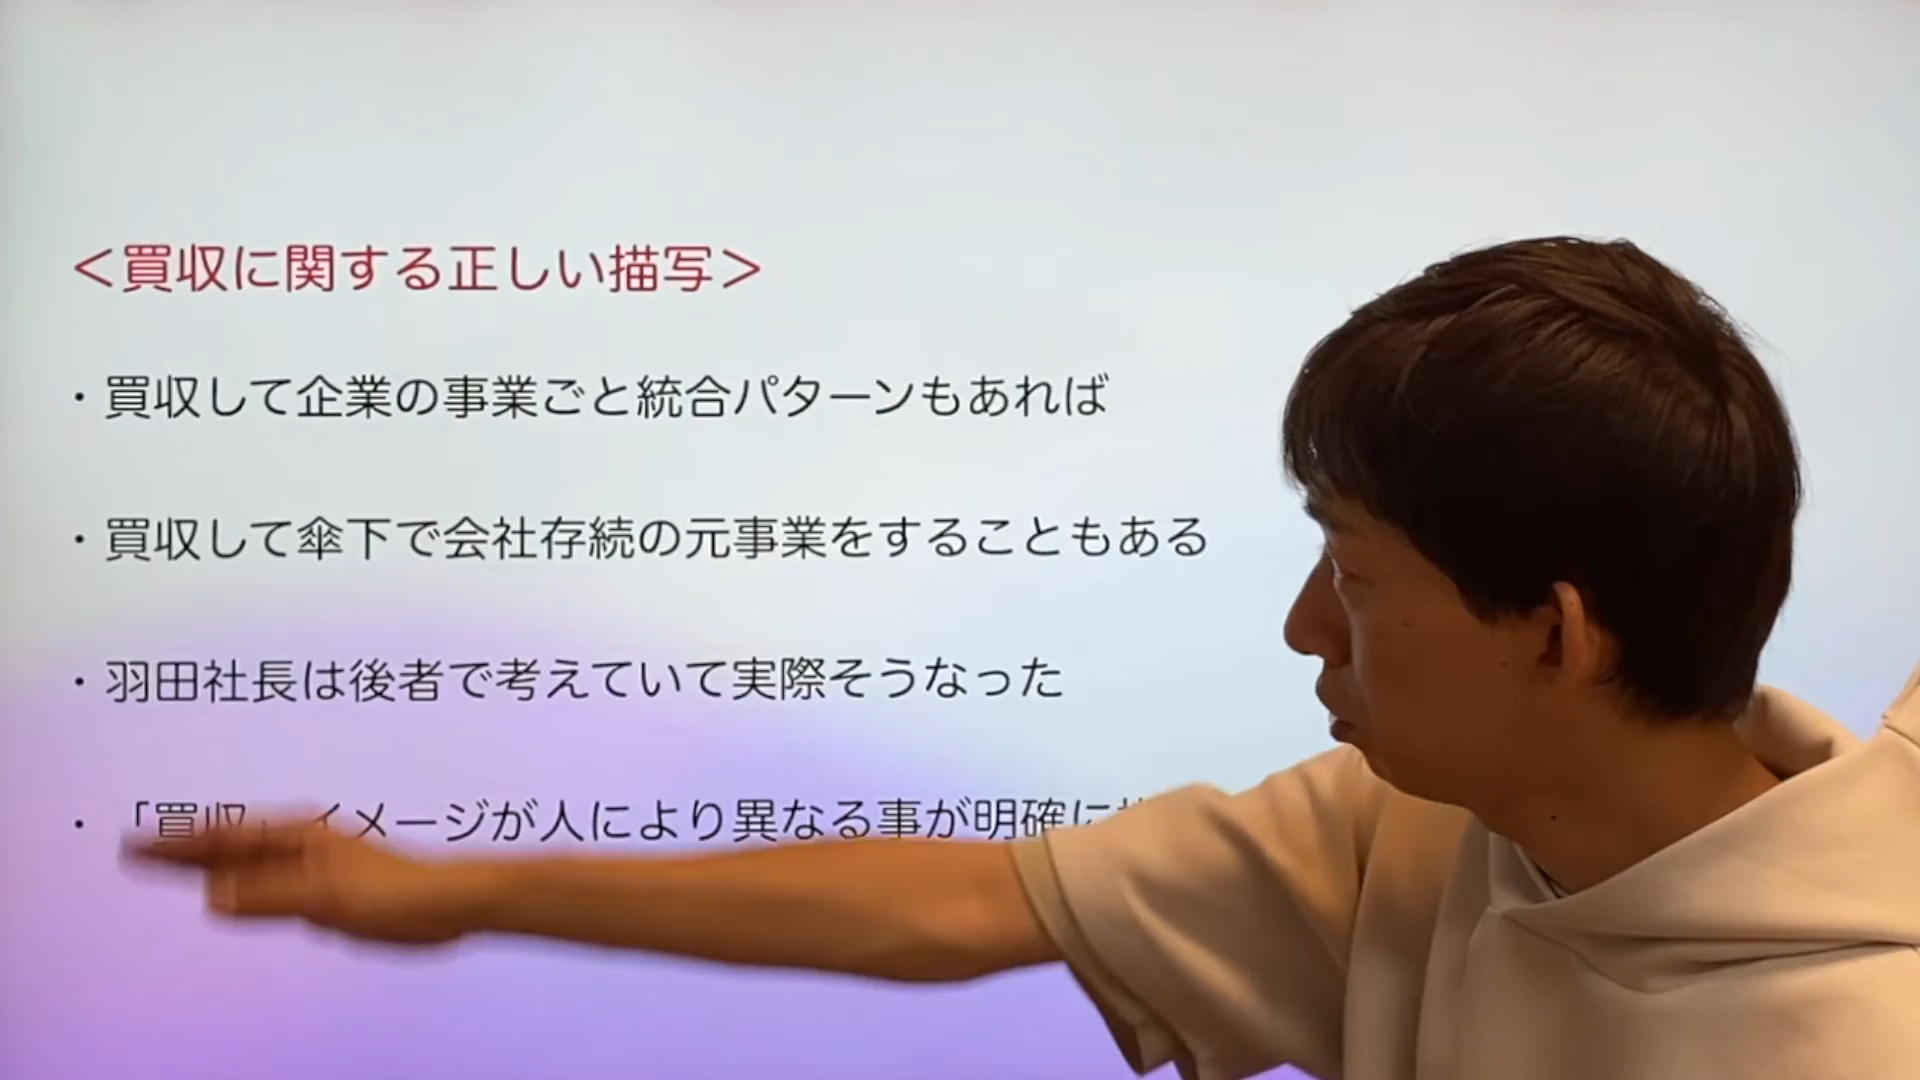 ＜買収に関する正しい描写＞
・買収して企業の事業ごと統合パターンもあれば
・買収して傘下で会社存続の元事業をすることもある
・羽田社長は後者で考えていて実際そうなった
・「買収」イメージが人により異なる事が明確に